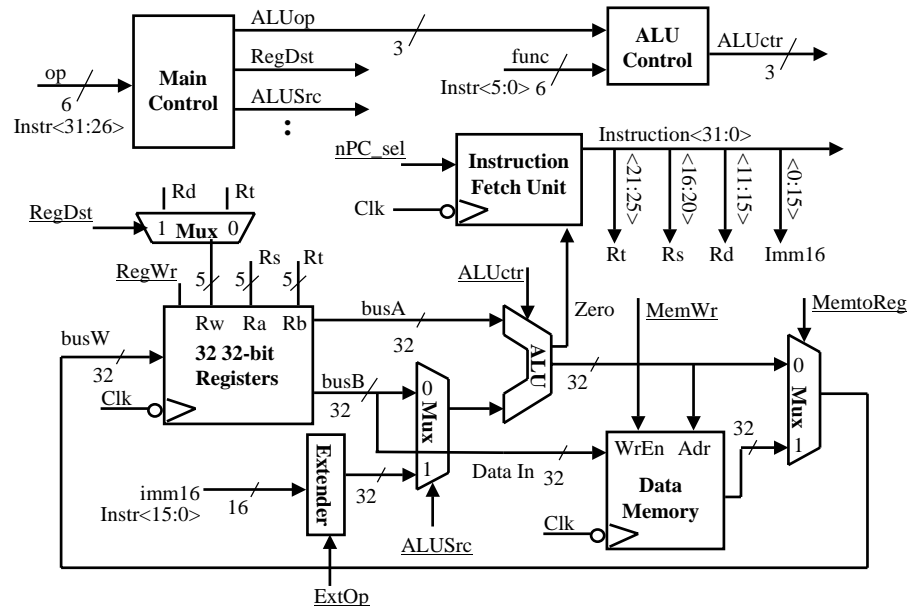 ALUop
ALU
Control
ALUctr
3
3
func
Instr<5:0>
6
op
6
Instr<31:26>
Main
Control
RegDst
ALUSrc
:
Instruction<31:0>
nPC_sel
Instruction
Fetch Unit
Clk
<21:25>
<16:20>
<11:15>
<0:15>
Rt
Rs
Rd
Imm16
Rd
Rt
RegDst
1 Mux 0
RegWr
5
5
Rs
5
Rt
Rw Ra Rb
32 32-bit
Registers
busW
32
Clk
busA
32
busB
32
0
Mux
1
ALUctr
ALU
Zero
32
MemWr
MemtoReg
0
Mux
1
32
WrEn Adr
Data In
32
Data
Memory
Clk
imm16
Instr<15:0>
16
Extender
32
ALUSrc
ExtOp